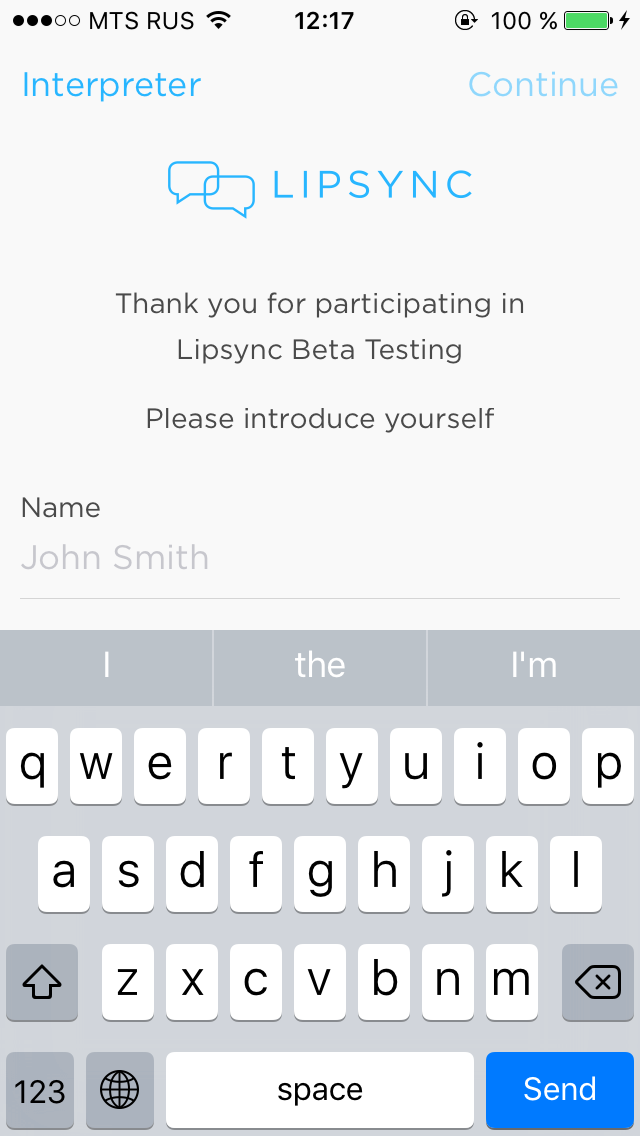 MTS RUS 12:17 100 %
Interpreter Continue
LIPSYNC
Thank you for participating in
Lipsync Beta Testing
Please introduce yourself
Name
John Smith
I the I'm
q w e r t y u i o p
a s d f g h j k l
z x c v b n m
123 space Send